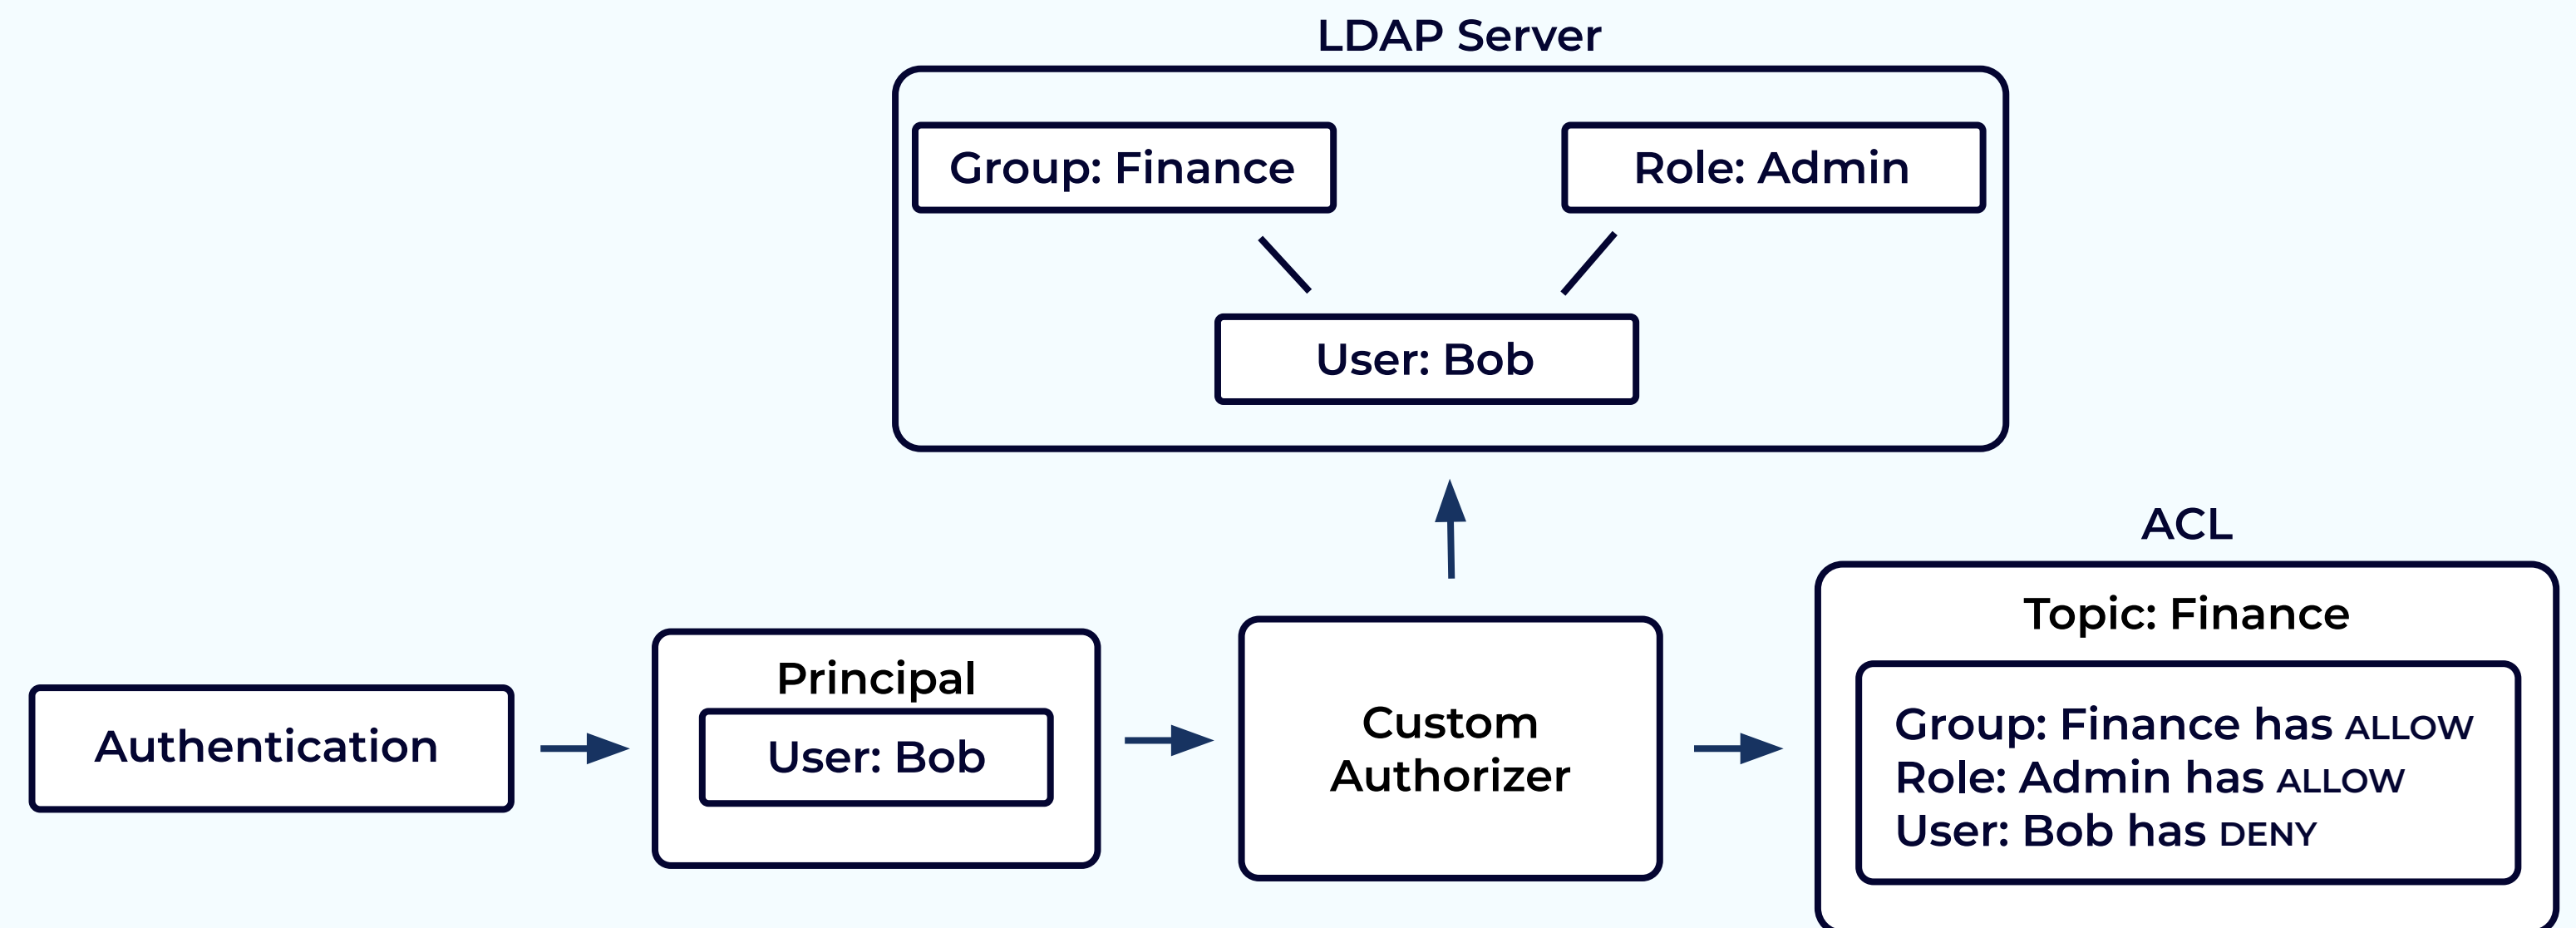 LDAP Server
Group: Finance
Role: Admin
User: Bob
Authentication
Principal
User: Bob
Custom
Authorizer
ACL
Topic: Finance
Group: Finance has ALLOW
Role: Admin has ALLOW
User: Bob has DENY